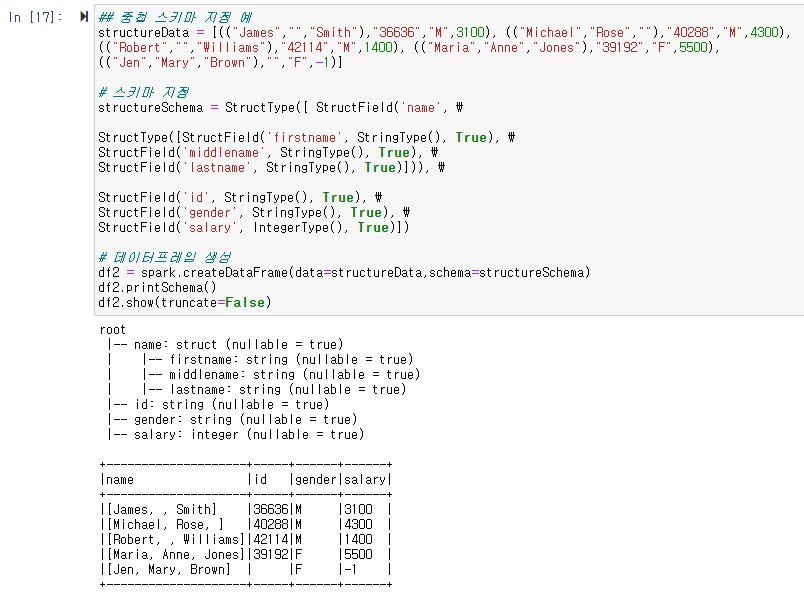 In [17]:
## 중첩 스키마 지정 예
structureData = [(("James","","Smith"),"36636","M",3100), (("Michael","Rose",""),"40288","M",4300),
(("Robert","","Williams"),"42114","M",1400), (("Maria","Anne","Jones"),"39192","F",5500),
(("Jen","Mary","Brown"),"","F",-1)]
# 스키마 지정
structureSchema = StructType([ StructField('name', ₩
StructType([StructField('firstname', StringType(), True), ₩
StructField('middlename', StringType(), True), ₩
StructField('lastname', StringType(), True)])), ₩
StructField('id', StringType(), True), ₩
StructField('gender', StringType(), True), ₩
StructField('salary', IntegerType(), True)])
# 데이터프레임 생성
df2 = spark.createDataFrame(data=structureData,schema=structureSchema)
df2.printSchema()
df2.show(truncate=False)
root
 |-- name: struct (nullable = true)
 |    |-- firstname: string (nullable = true)
 |    |-- middlename: string (nullable = true)
 |    |-- lastname: string (nullable = true)
 |-- id: string (nullable = true)
 |-- gender: string (nullable = true)
 |-- salary: integer (nullable = true)
+--------------------+-----+------+------+
|name                |id   |gender|salary|
+--------------------+-----+------+------+
|[James, , Smith]    |36636|M     |3100  |
|[Michael, Rose, ]   |40288|M     |4300  |
|[Robert, , Williams]|42114|M     |1400  |
|[Maria, Anne, Jones]|39192|F     |5500  |
|[Jen, Mary, Brown]  |     |F     |-1    |
+--------------------+-----+------+------+